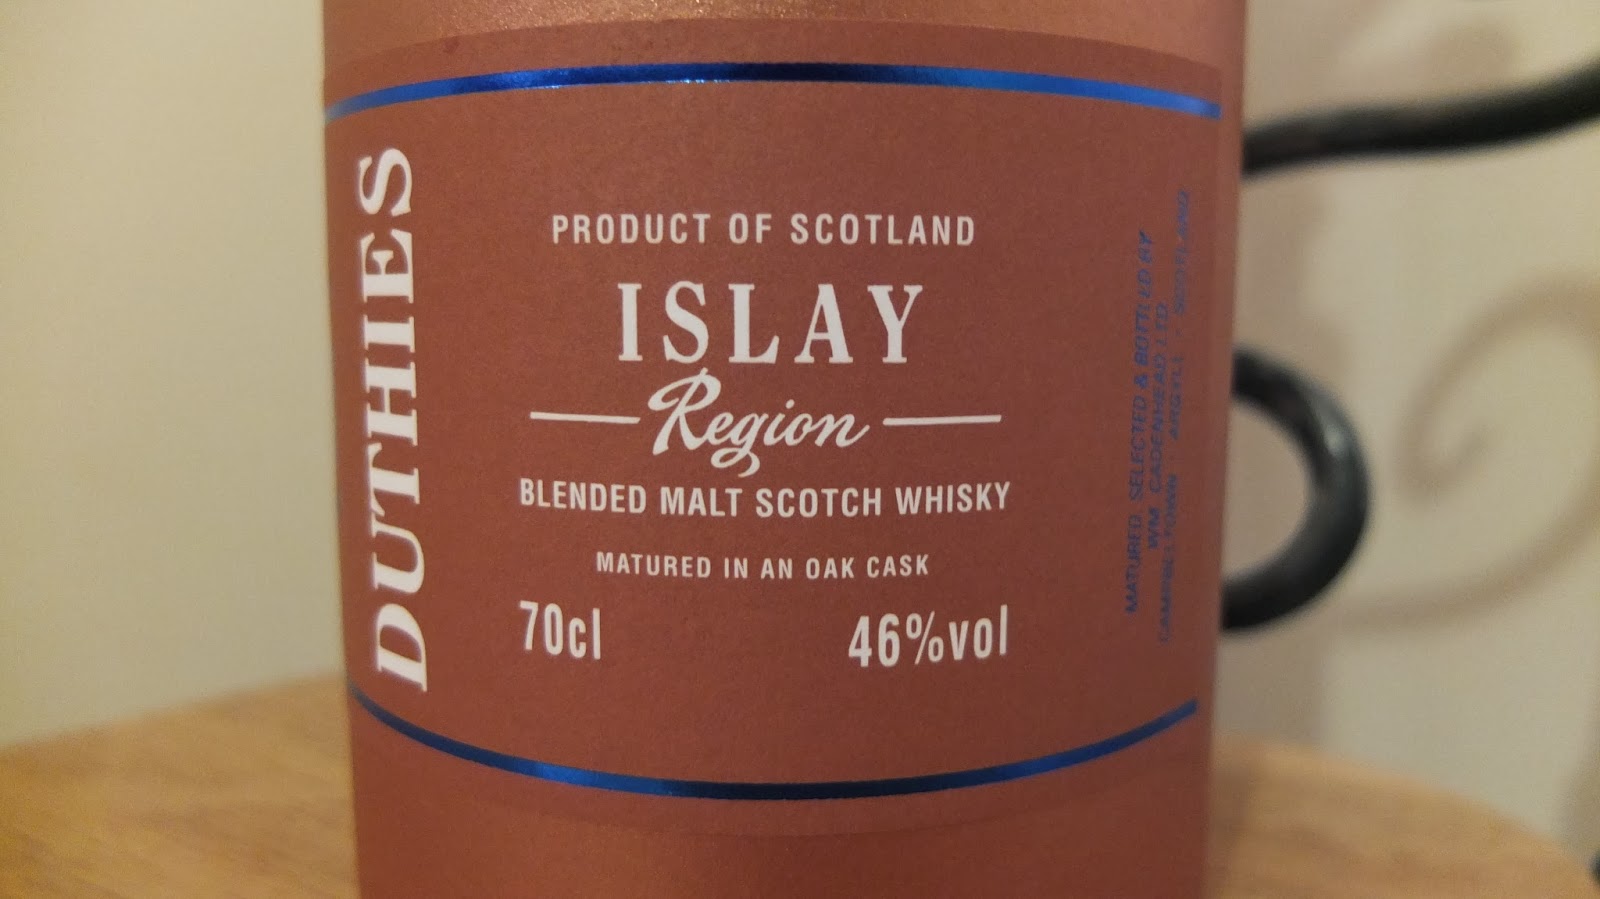 DUTHIES
PRODUCT OF SCOTLAND
ISLAY
Region
BLENDED MALT SCOTCH WHISKY
MATURED IN AN OAK CASK
70cl 46%vol
MATURED SELECTED & BOTTLED BY
WM CADENHEAD LTD
CAMPBELTOWN · ARGYLL · SCOTLAND